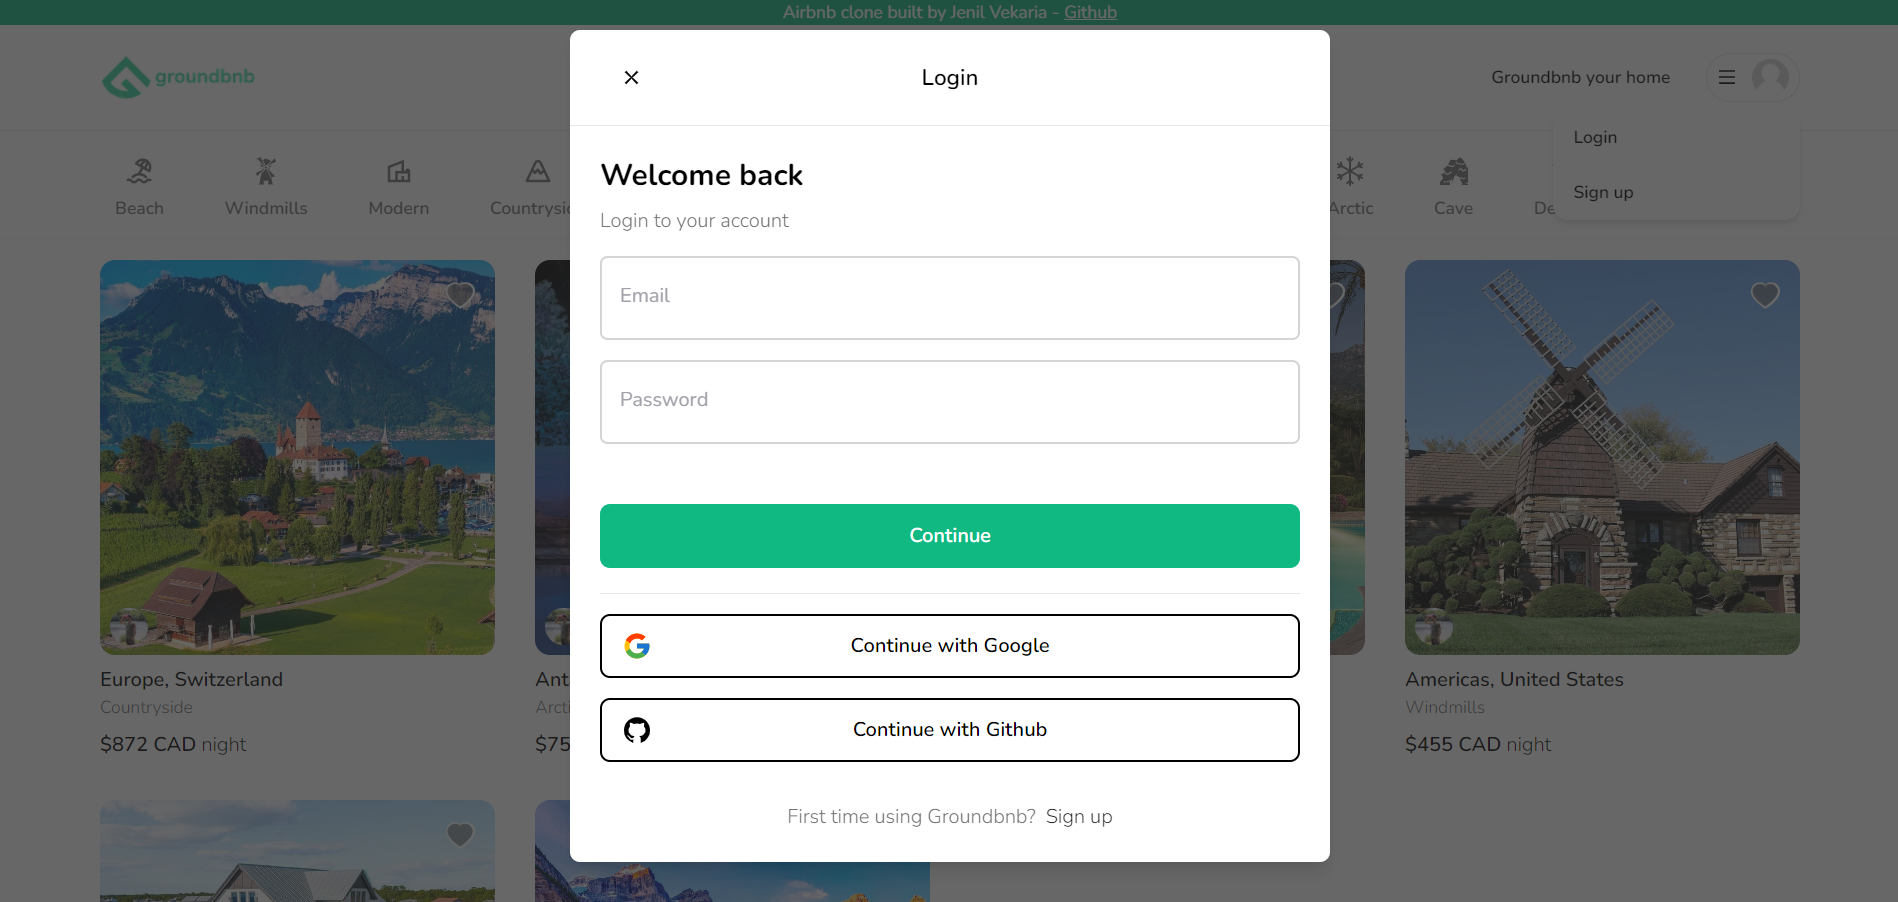 Airbnb clone built by Jenil Vekaria - Github
groundbnb
Groundbnb your home
Login
Sign up
Beach
Windmills
Modern
Countrysid
Arctic
Cave
De
Login
Welcome back
Login to your account
Email
Password
Continue
Continue with Google
Continue with Github
First time using Groundbnb? Sign up
Europe, Switzerland
Countryside
$872 CAD night
Ant
Arcti
$75
Americas, United States
Windmills
$455 CAD night